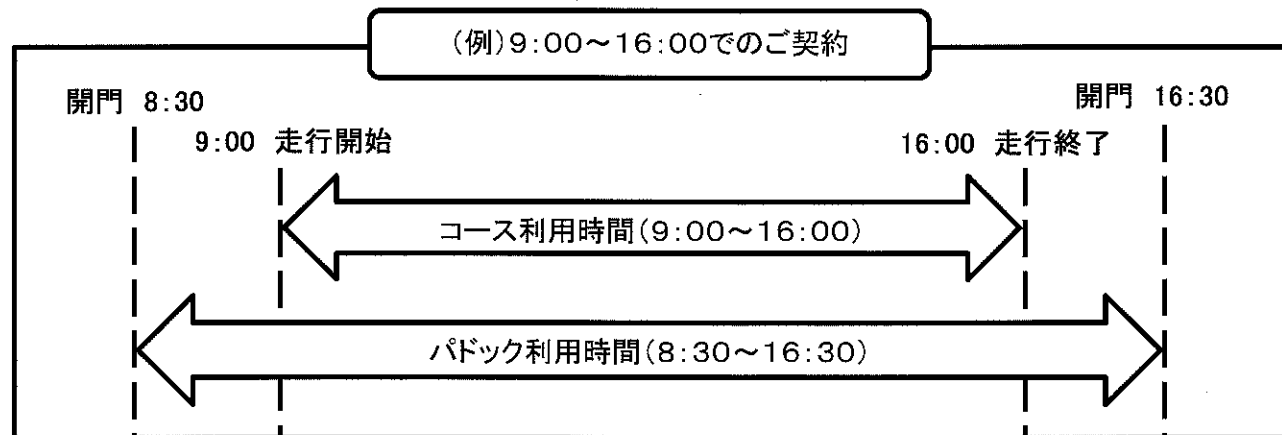 (例)9:00～16:00でのご契約
開門 8:30
開門 16:30
9:00 走行開始
16:00 走行終了
コース利用時間(9:00～16:00)
パドック利用時間(8:30～16:30)